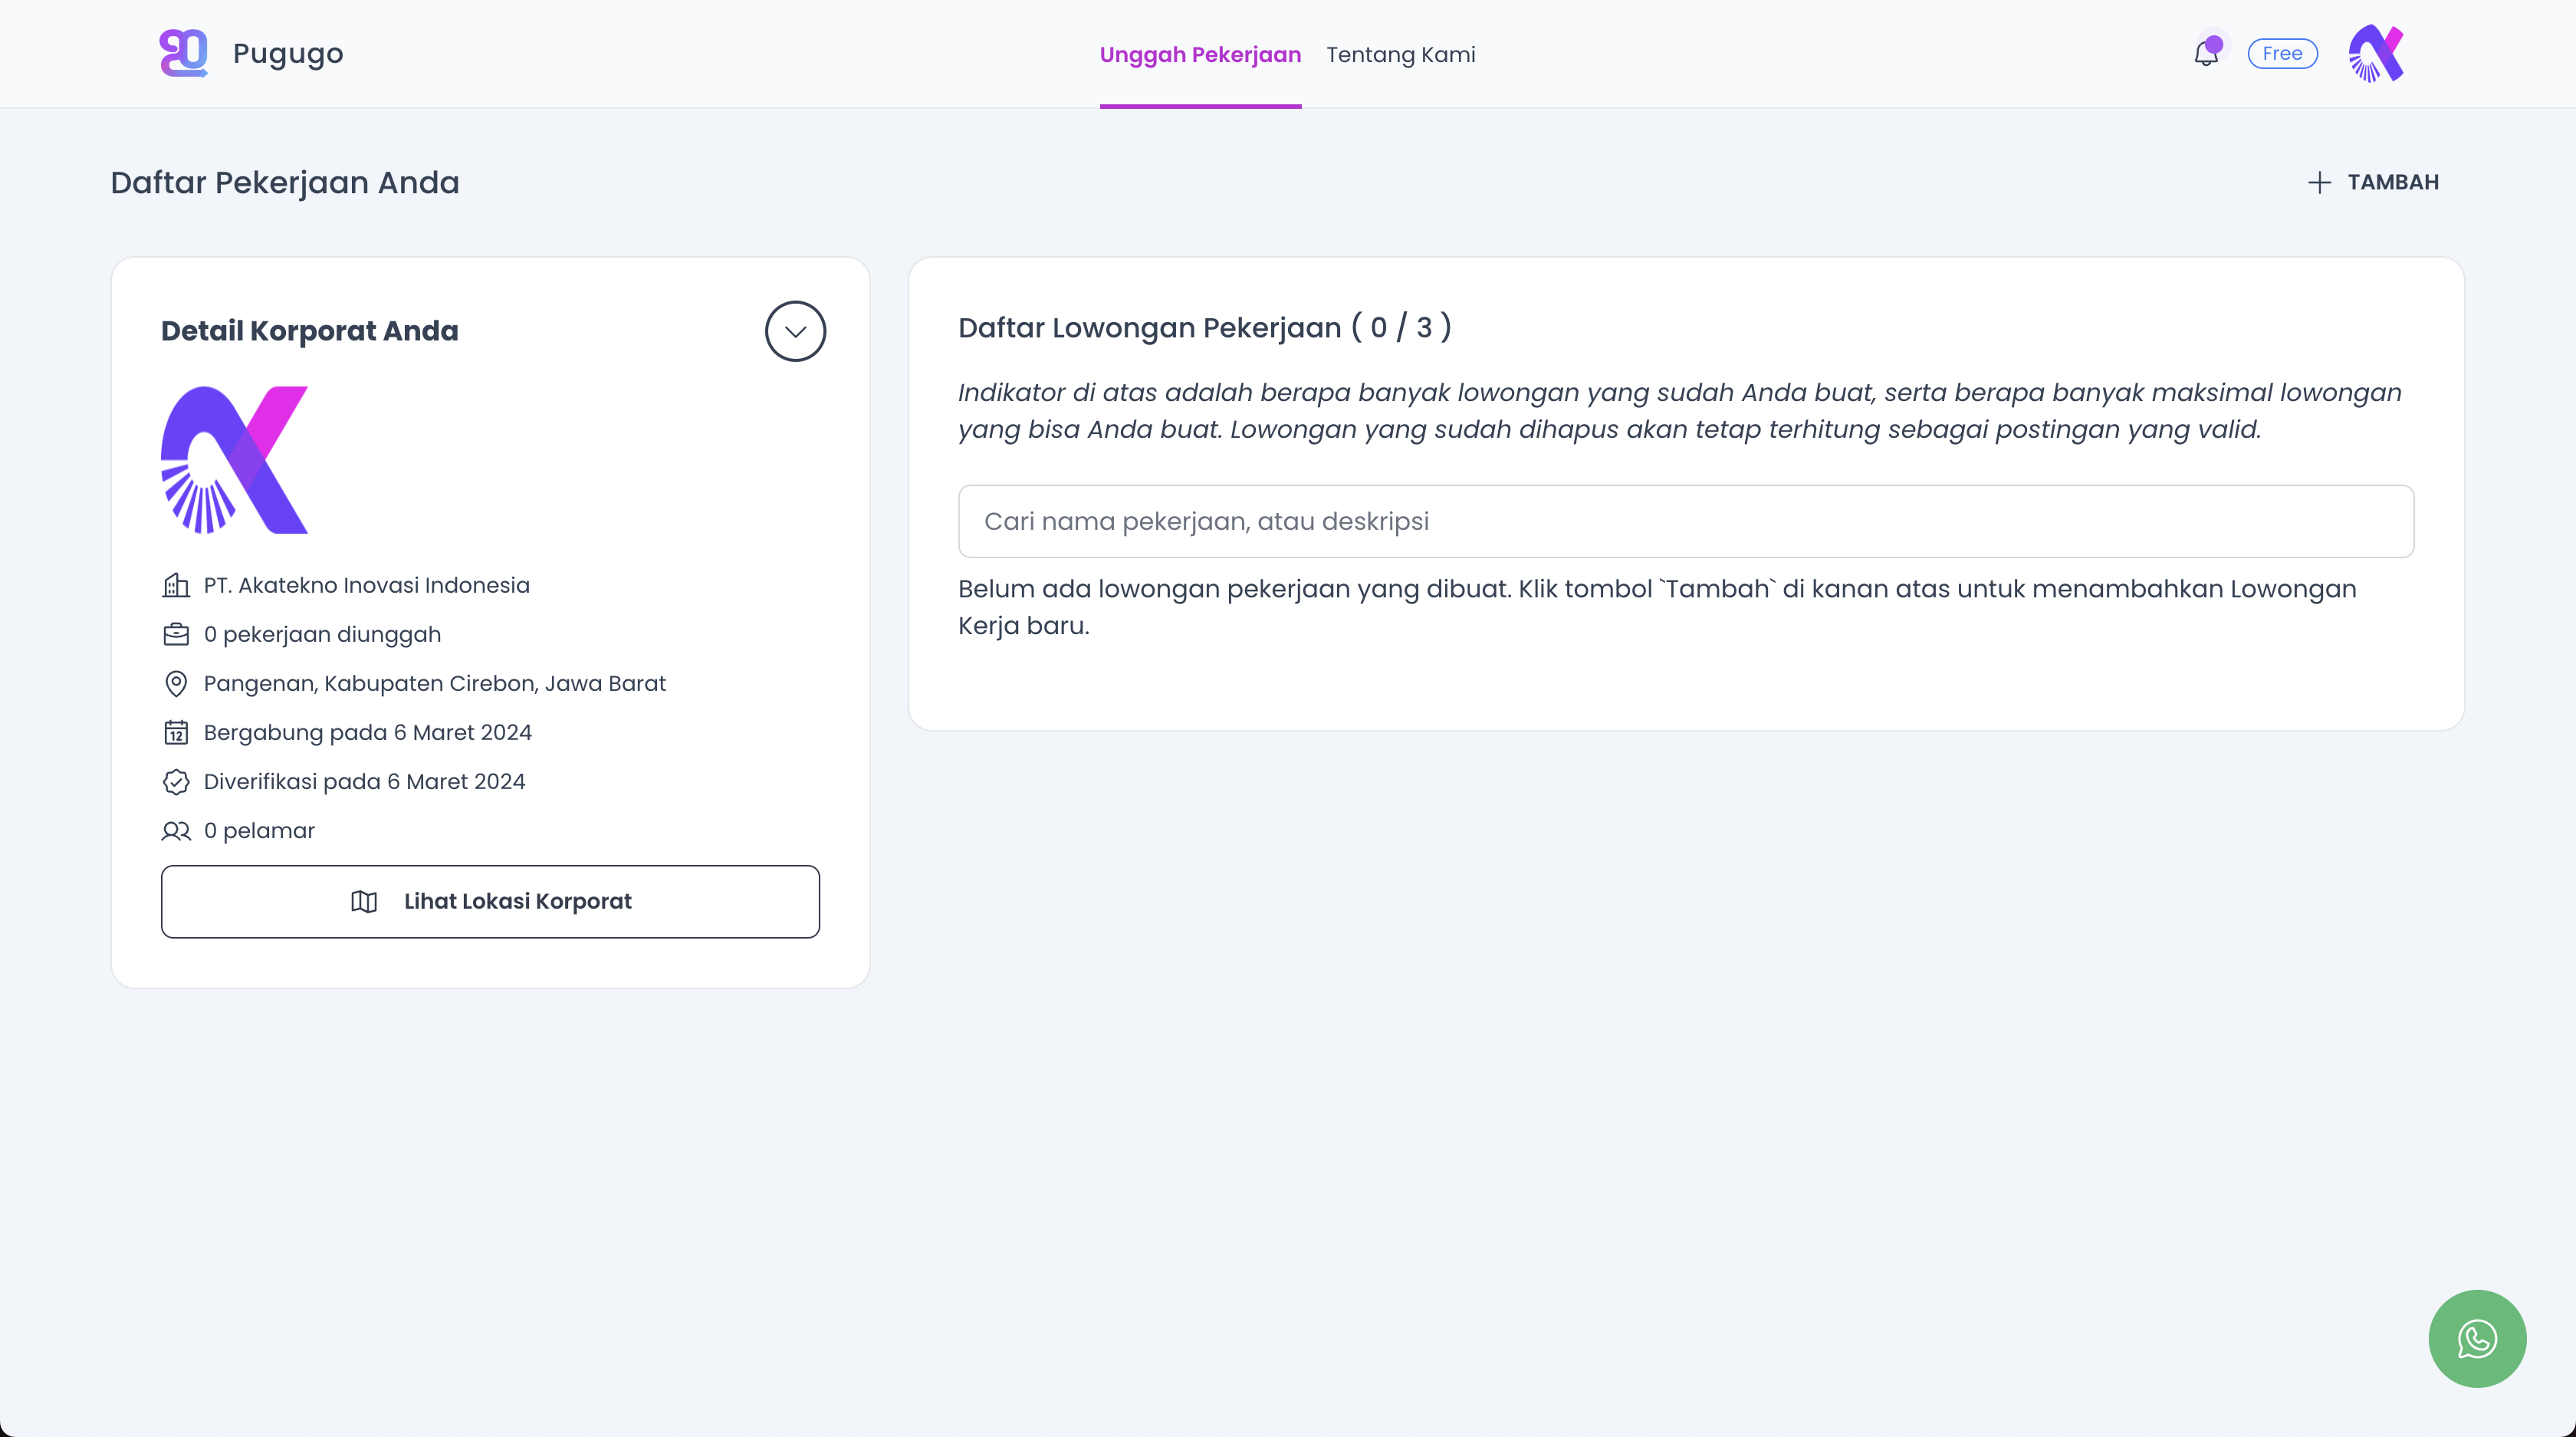 Pugugo
Unggah Pekerjaan
Tentang Kami
Free
Daftar Pekerjaan Anda
TAMBAH
Detail Korporat Anda
PT. Akatekno Inovasi Indonesia
0 pekerjaan diunggah
Pangenan, Kabupaten Cirebon, Jawa Barat
12
Bergabung pada 6 Maret 2024
Diverifikasi pada 6 Maret 2024
0 pelamar
Lihat Lokasi Korporat
Daftar Lowongan Pekerjaan ( 0 / 3 )
Indikator di atas adalah berapa banyak lowongan yang sudah Anda buat, serta berapa banyak maksimal lowongan
yang bisa Anda buat. Lowongan yang sudah dihapus akan tetap terhitung sebagai postingan yang valid.
Cari nama pekerjaan, atau deskripsi
Belum ada lowongan pekerjaan yang dibuat. Klik tombol `Tambah` di kanan atas untuk menambahkan Lowongan
Kerja baru.